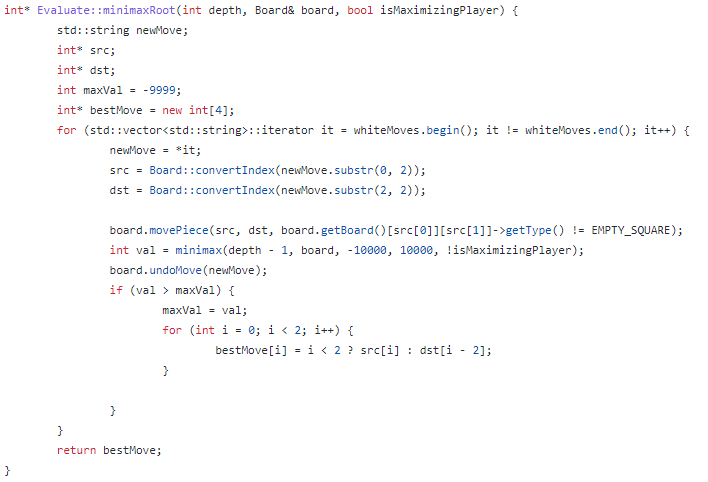 int* Evaluate::minimaxRoot(int depth, Board& board, bool isMaximizingPlayer) {
        std::string newMove;
        int* src;
        int* dst;
        int maxVal = -9999;
        int* bestMove = new int[4];
        for (std::vector<std::string>::iterator it = whiteMoves.begin(); it != whiteMoves.end(); it++) {
                newMove = *it;
                src = Board::convertIndex(newMove.substr(0, 2));
                dst = Board::convertIndex(newMove.substr(2, 2));

                board.movePiece(src, dst, board.getBoard()[src[0]][src[1]]->getType() != EMPTY_SQUARE);
                int val = minimax(depth - 1, board, -10000, 10000, !isMaximizingPlayer);
                board.undoMove(newMove);
                if (val > maxVal) {
                        maxVal = val;
                        for (int i = 0; i < 2; i++) {
                                bestMove[i] = i < 2 ? src[i] : dst[i - 2];
                        }

                }
        }
        return bestMove;
}